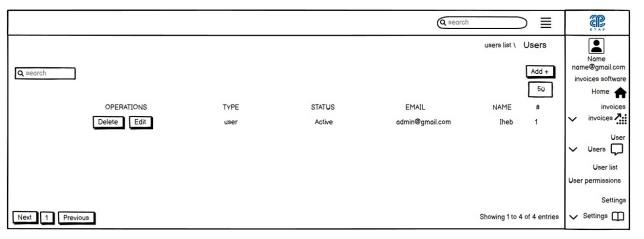 search
ETAP
users list \ Users
Name
name@gmail.com
search
Add +
invoices software
Home
50
OPERATIONS TYPE STATUS EMAIL NAME #
invoices
Delete Edit user Active admin@gmail.com Iheb 1
invoices
User
Users
User list
User permissions
Settings
Next 1 Previous Showing 1 to 4 of 4 entries
Settings